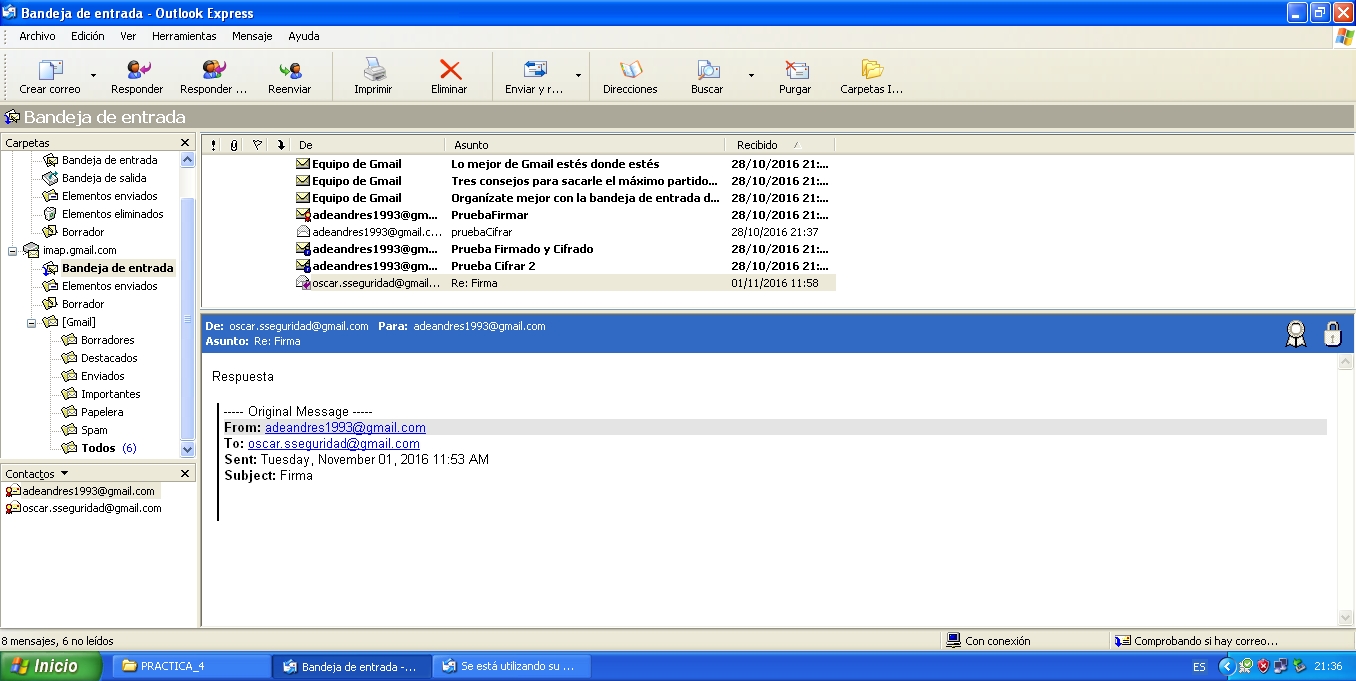 Bandeja de entrada - Outlook Express
Archivo Edición Ver Herramientas Mensaje Ayuda
Crear correo Responder Responder ... Reenviar Imprimir Eliminar Enviar y r... Direcciones Buscar Purgar Carpetas I...
Bandeja de entrada
Carpetas
Bandeja de entrada
Bandeja de salida
Elementos enviados
Elementos eliminados
Borrador
imap.gmail.com
Bandeja de entrada
Elementos enviados
Borrador
[Gmail]
Borradores
Destacados
Enviados
Importantes
Papelera
Spam
Todos (6)
Contactos
adeandres1993@gmail.com
oscar.sseguridad@gmail.com
De Asunto Recibido
Equipo de Gmail Lo mejor de Gmail estés donde estés 28/10/2016 21:...
Equipo de Gmail Tres consejos para sacarle el máximo partido... 28/10/2016 21:...
Equipo de Gmail Organízate mejor con la bandeja de entrada d... 28/10/2016 21:...
adeandres1993@gm... PruebaFirmar 28/10/2016 21:...
adeandres1993@gmail.c... pruebaCifrar 28/10/2016 21:37
adeandres1993@gm... Prueba Firmado y Cifrado 28/10/2016 21:...
adeandres1993@gm... Prueba Cifrar 2 28/10/2016 21:...
oscar.sseguridad@gmail... Re: Firma 01/11/2016 11:58
De: oscar.sseguridad@gmail.com Para: adeandres1993@gmail.com
Asunto: Re: Firma
Respuesta
----- Original Message -----
From: adeandres1993@gmail.com
To: oscar.sseguridad@gmail.com
Sent: Tuesday, November 01, 2016 11:53 AM
Subject: Firma
8 mensajes, 6 no leídos Con conexión Comprobando si hay correo...
Inicio PRACTICA_4 Bandeja de entrada -... Se está utilizando su ... ES 21:36